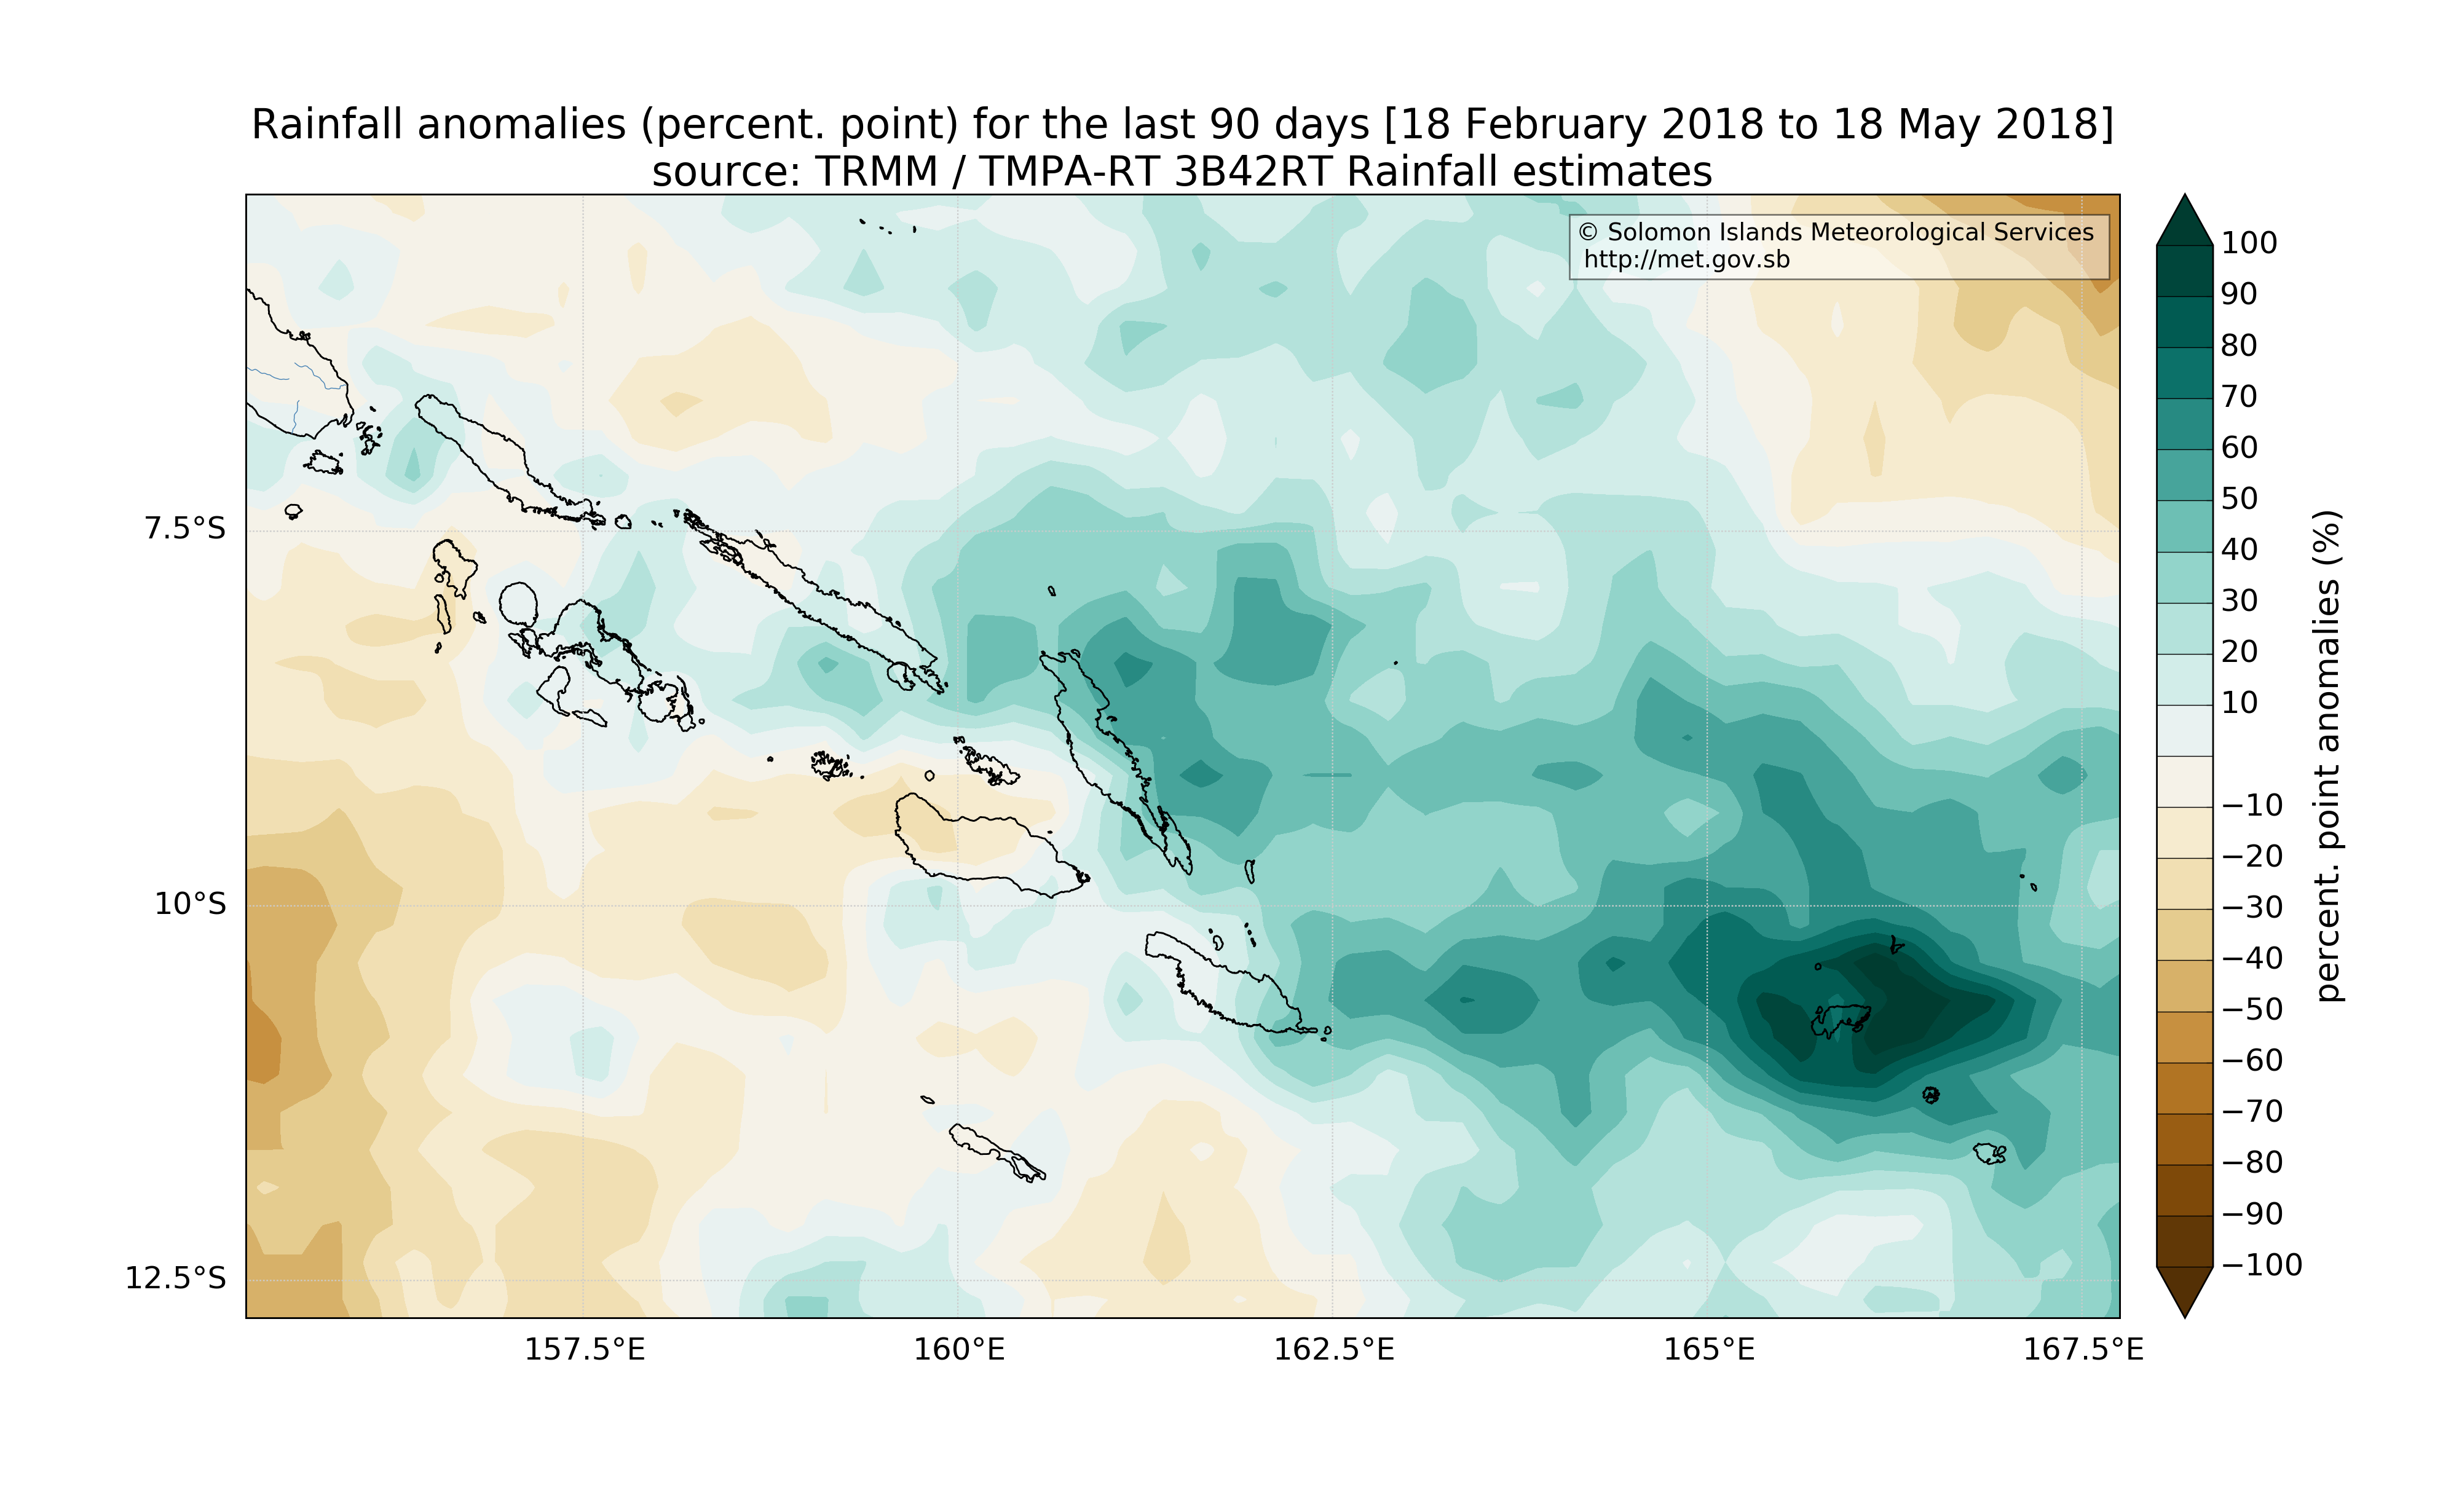 Rainfall anomalies (percent. point) for the last 90 days [18 February 2018 to 18 May 2018]
source: TRMM / TMPA-RT 3B42RT Rainfall estimates
© Solomon Islands Meteorological Services
http://met.gov.sb
7.5°S
10°S
12.5°S
157.5°E
160°E
162.5°E
165°E
167.5°E
100
90
80
70
60
50
40
30
20
10
−10
−20
−30
−40
−50
−60
−70
−80
−90
−100
percent. point anomalies (%)